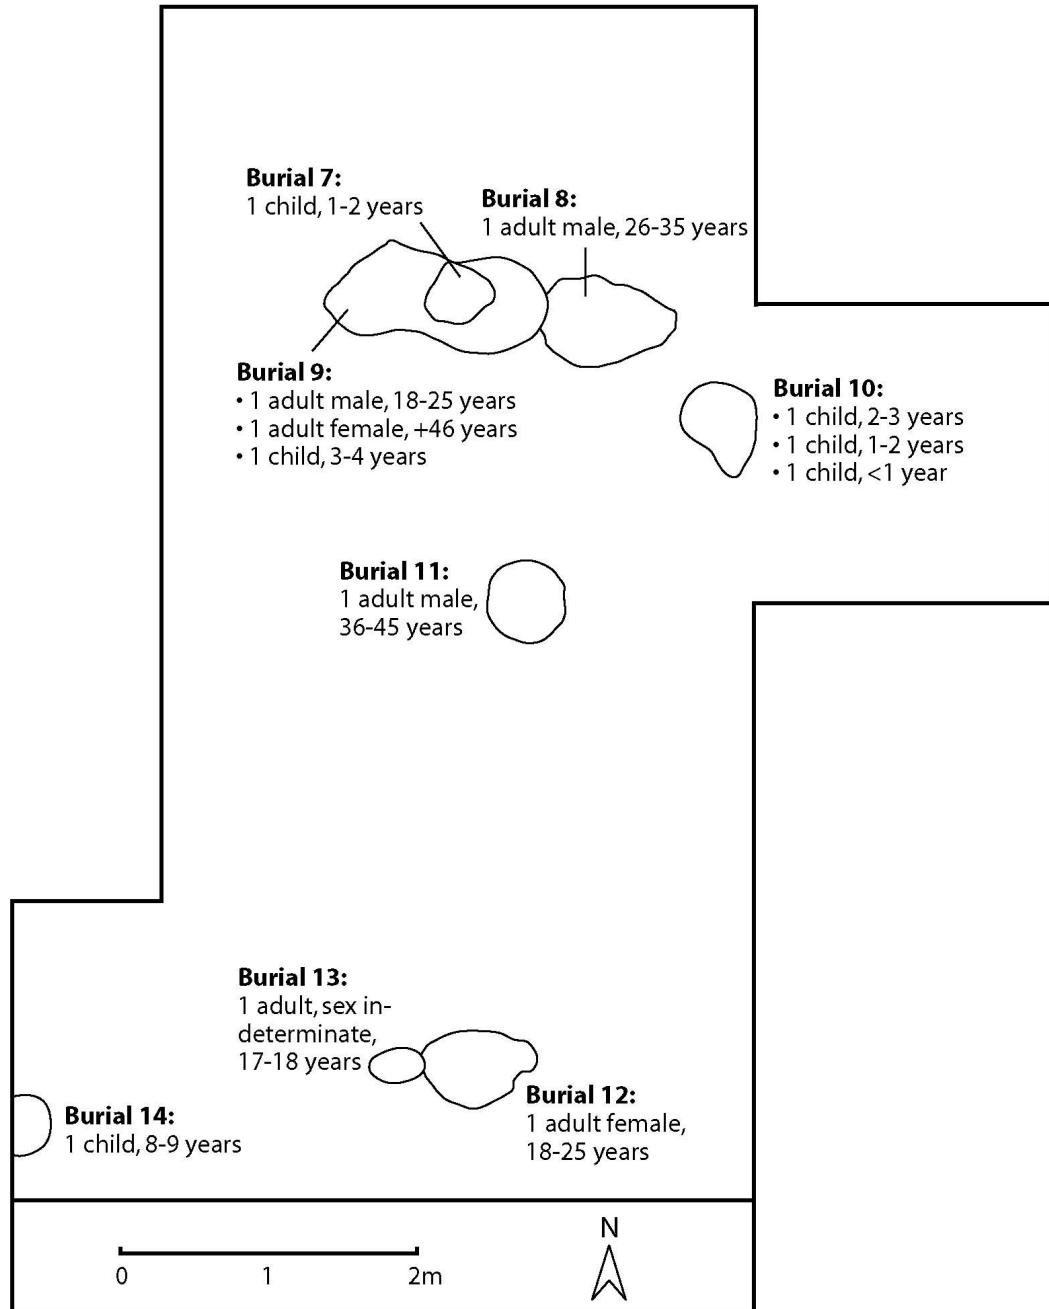 Burial 7:
1 child, 1-2 years
Burial 8:
1 adult male, 26-35 years
Burial 9:
• 1 adult male, 18-25 years
• 1 adult female, +46 years
• 1 child, 3-4 years
Burial 10:
• 1 child, 2-3 years
• 1 child, 1-2 years
• 1 child, <1 year
Burial 11:
1 adult male,
36-45 years
Burial 13:
1 adult, sex in-
determinate,
17-18 years
Burial 12:
1 adult female,
18-25 years
Burial 14:
1 child, 8-9 years
N
0 1 2m